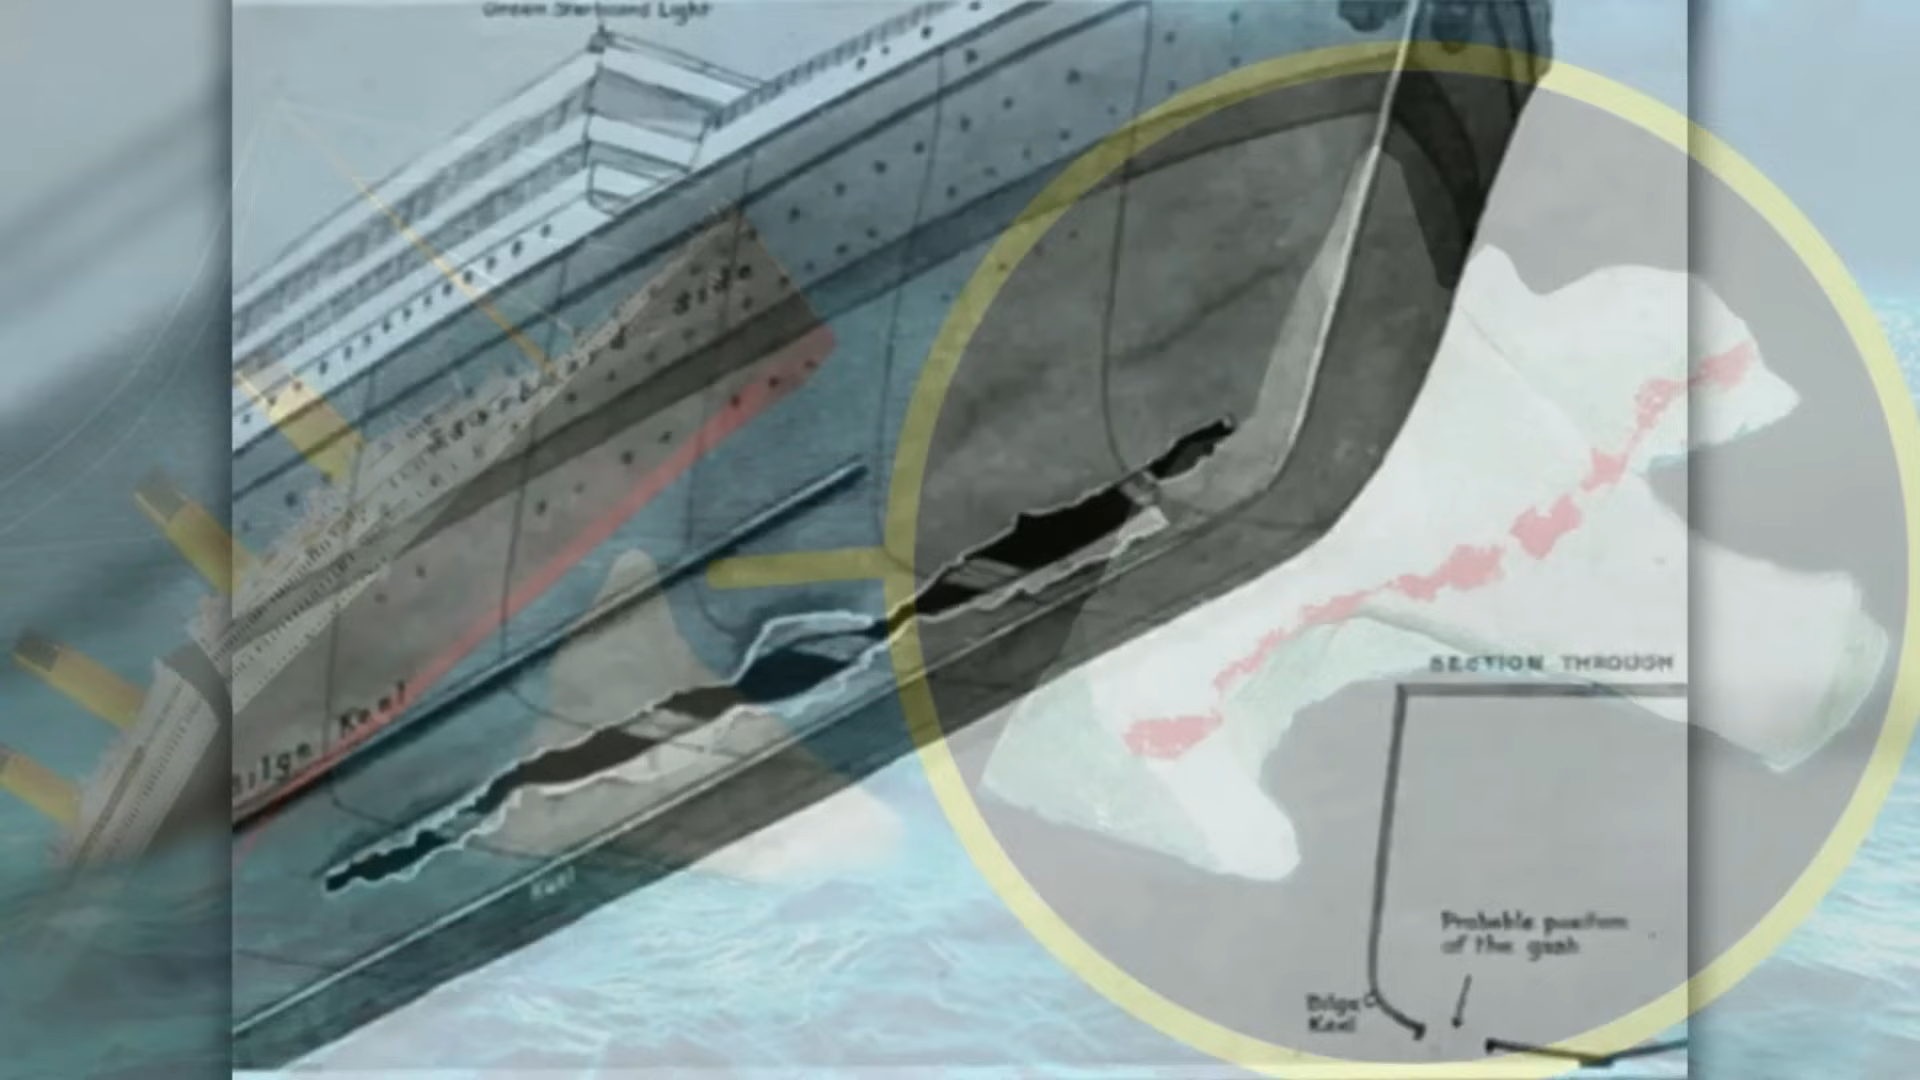 Green Starboard Light
Starboard Side
Bilge Keel
Keel
SECTION THROUGH
Probable position
of the gash
Bilge
Keel